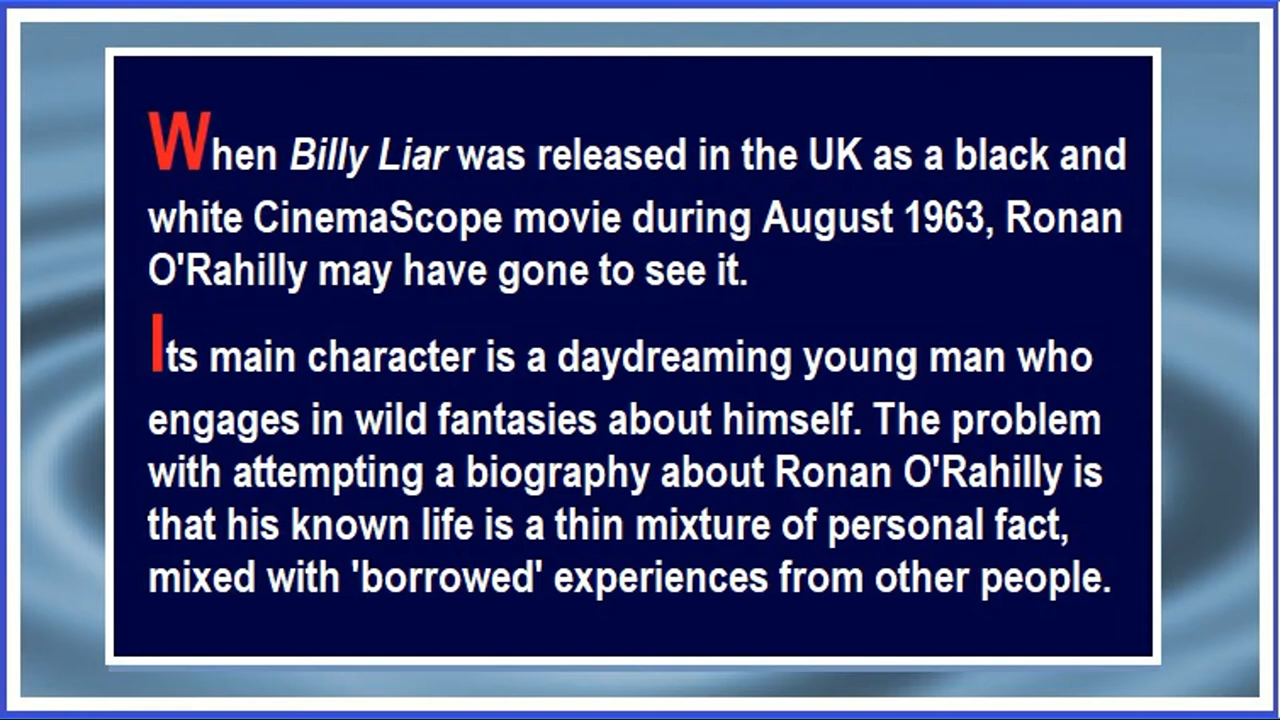 When Billy Liar was released in the UK as a black and
white CinemaScope movie during August 1963, Ronan
O'Rahilly may have gone to see it.
Its main character is a daydreaming young man who
engages in wild fantasies about himself. The problem
with attempting a biography about Ronan O'Rahilly is
that his known life is a thin mixture of personal fact,
mixed with 'borrowed' experiences from other people.